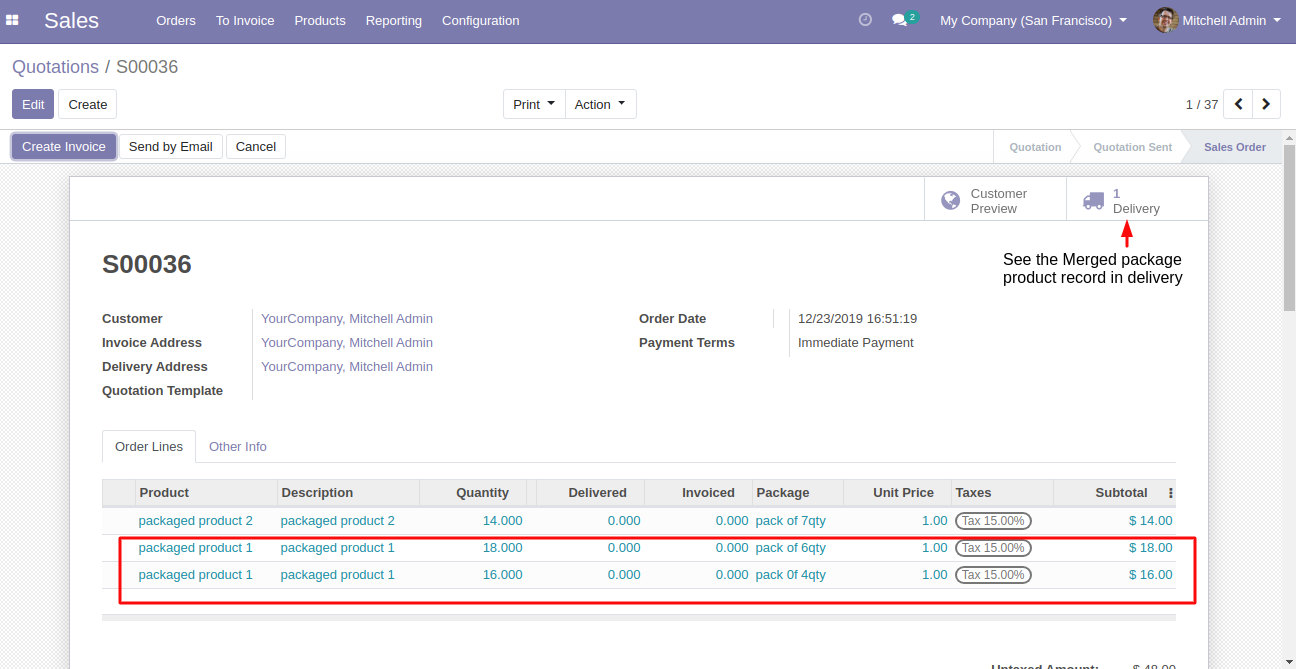 Sales Orders To Invoice Products Reporting Configuration 2 My Company (San Francisco) Mitchell Admin
Quotations / S00036
Edit Create Print Action 1 / 37
Create Invoice Send by Email Cancel Quotation Quotation Sent Sales Order
Customer Preview
1 Delivery
See the Merged package
product record in delivery
S00036
Customer YourCompany, Mitchell Admin Order Date 12/23/2019 16:51:19
Invoice Address YourCompany, Mitchell Admin Payment Terms Immediate Payment
Delivery Address YourCompany, Mitchell Admin
Quotation Template
Order Lines Other Info
Product Description Quantity Delivered Invoiced Package Unit Price Taxes Subtotal
packaged product 2 packaged product 2 14.000 0.000 0.000 pack of 7qty 1.00 Tax 15.00% $ 14.00
packaged product 1 packaged product 1 18.000 0.000 0.000 pack of 6qty 1.00 Tax 15.00% $ 18.00
packaged product 1 packaged product 1 16.000 0.000 0.000 pack 0f 4qty 1.00 Tax 15.00% $ 16.00
Untaxed Amount: $ 48.00